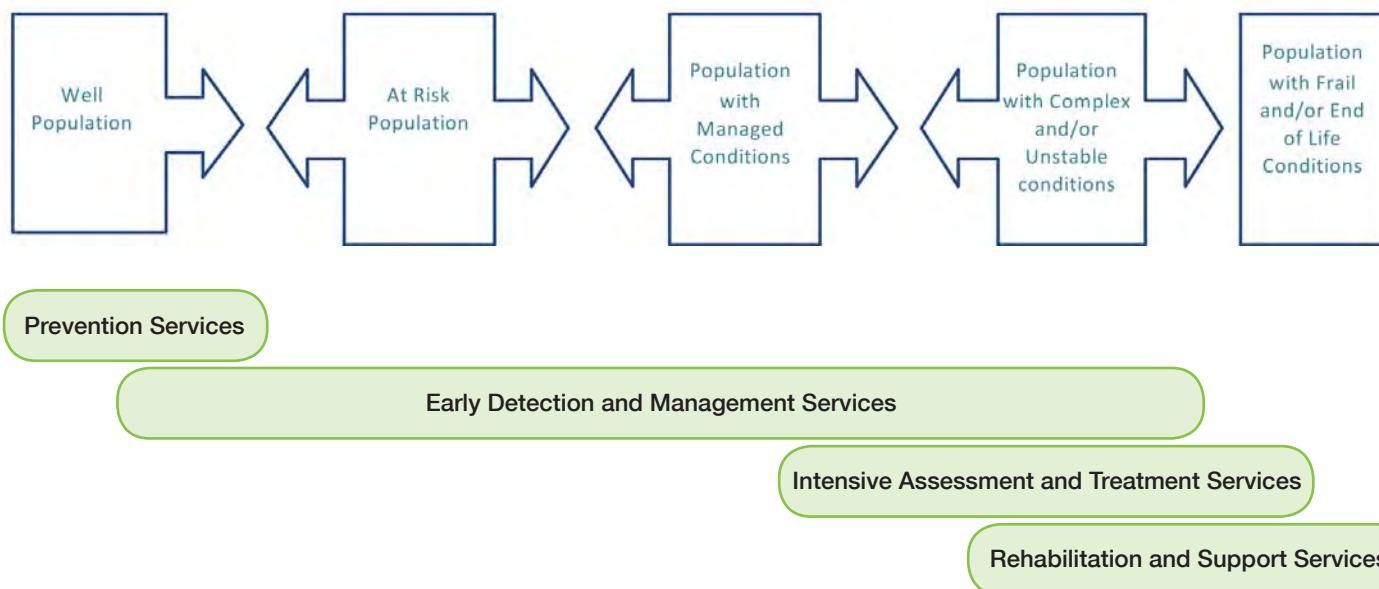 Well
Population
At Risk
Population
Population
with
Managed
Conditions
Population
with Complex
and/or
Unstable
conditions
Population
with Frail
and/or End
of Life
Conditions
Prevention Services
Early Detection and Management Services
Intensive Assessment and Treatment Services
Rehabilitation and Support Services